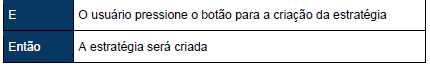 E O usuário pressione o botão para a criação da estratégia
Então A estratégia será criada